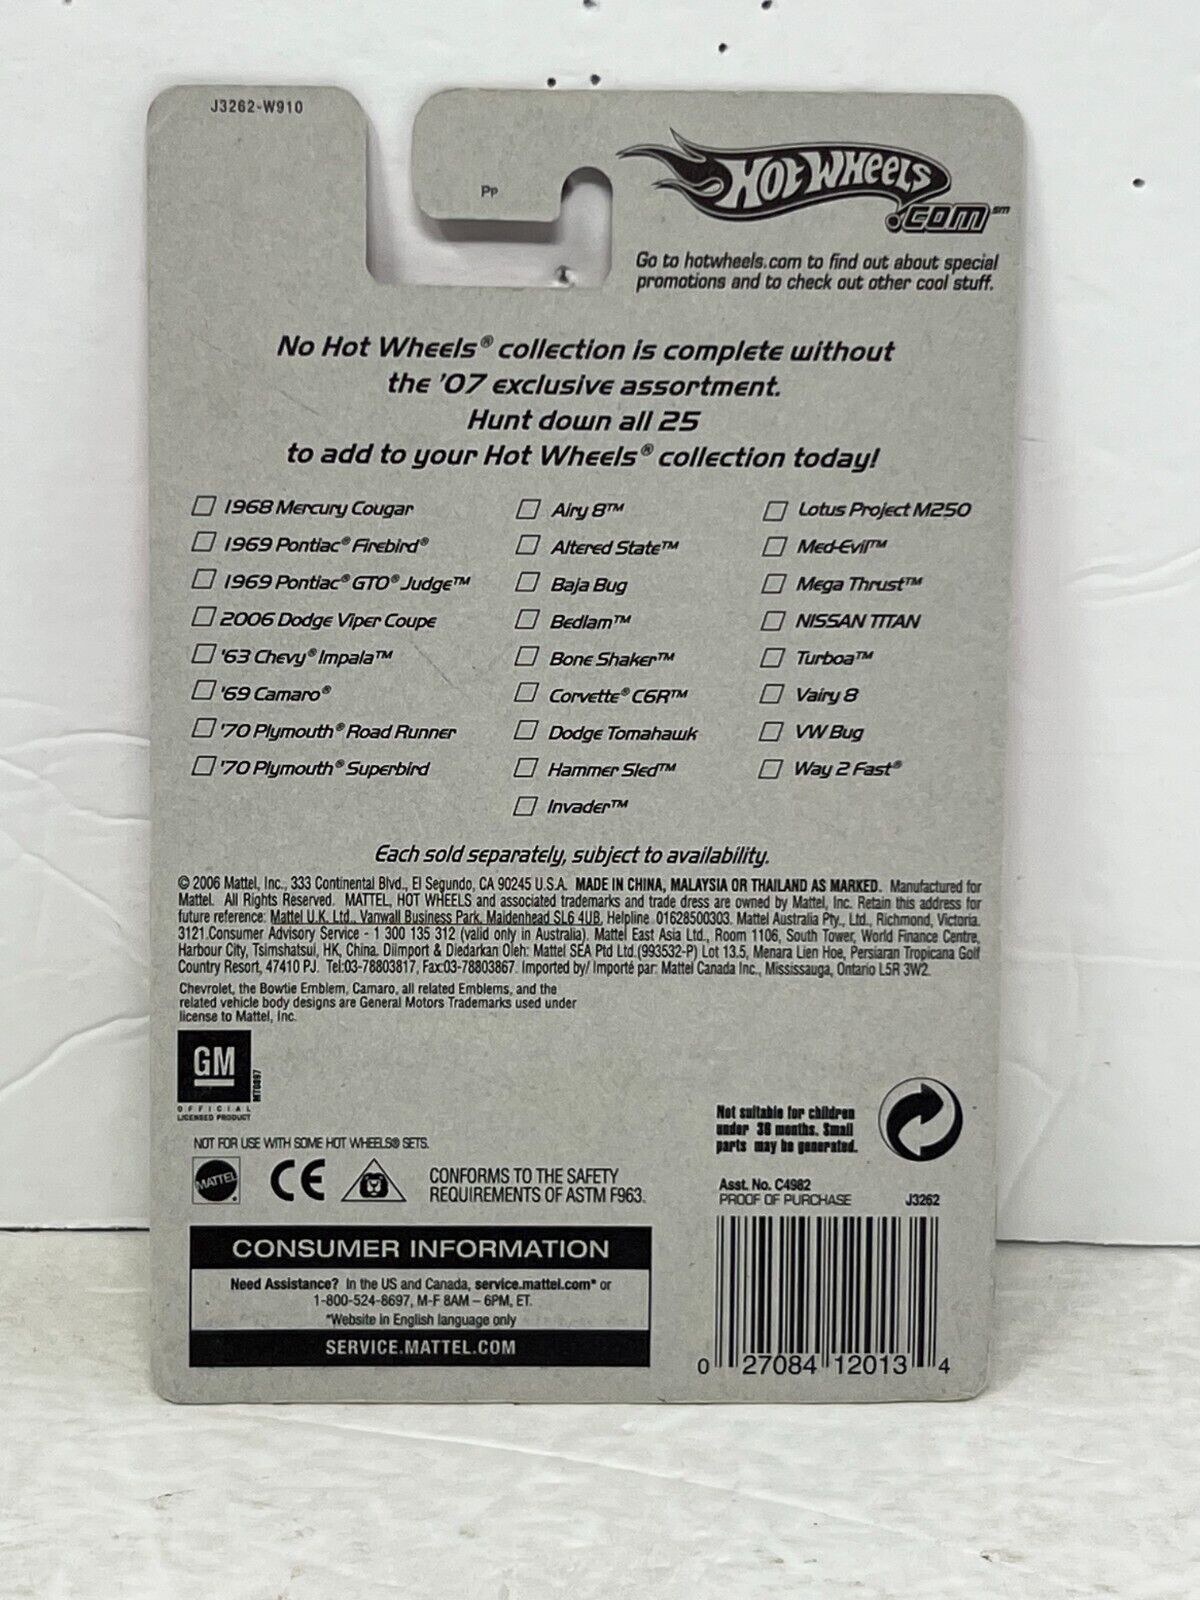 J3262-W910
Pp
HOT WHEELS
.COM℠
Go to hotwheels.com to find out about special
promotions and to check out other cool stuff.
No Hot Wheels® collection is complete without
the '07 exclusive assortment.
Hunt down all 25
to add to your Hot Wheels® collection today!
1968 Mercury Cougar
1969 Pontiac® Firebird®
1969 Pontiac® GTO® Judge™
2006 Dodge Viper Coupe
'63 Chevy® Impala™
'69 Camaro®
'70 Plymouth® Road Runner
'70 Plymouth® Superbird
Airy 8™
Altered State™
Baja Bug
Bedlam™
Bone Shaker™
Corvette® C6R™
Dodge Tomahawk
Hammer Sled™
Invader™
Lotus Project M250
Med-Evil™
Mega Thrust™
NISSAN TITAN
Turboa™
Vairy 8
VW Bug
Way 2 Fast®
Each sold separately, subject to availability.
© 2006 Mattel, Inc., 333 Continental Blvd., El Segundo, CA 90245 U.S.A. MADE IN CHINA, MALAYSIA OR THAILAND AS MARKED. Manufactured for
Mattel. All Rights Reserved. MATTEL, HOT WHEELS and associated trademarks and trade dress are owned by Mattel, Inc. Retain this address for
future reference: Mattel U.K. Ltd., Vanwall Business Park, Maidenhead SL6 4UB. Helpline 01628500303. Mattel Australia Pty., Ltd., Richmond, Victoria.
3121.Consumer Advisory Service - 1 300 135 312 (valid only in Australia). Mattel East Asia Ltd., Room 1106, South Tower, World Finance Centre,
Harbour City, Tsimshatsui, HK, China. Diimport & Diedarkan Oleh: Mattel SEA Ptd Ltd.(993532-P) Lot 13.5, Menara Lien Hoe, Persiaran Tropicana Golf
Country Resort, 47410 PJ. Tel:03-78803817, Fax:03-78803867. Imported by/ Importé par: Mattel Canada Inc., Mississauga, Ontario L5R 3W2.
Chevrolet, the Bowtie Emblem, Camaro, all related Emblems, and the
related vehicle body designs are General Motors Trademarks used under
license to Mattel, Inc.
GM
MT0897
OFFICIAL
LICENSED PRODUCT
Not suitable for children
under 36 months. Small
parts may be generated.
NOT FOR USE WITH SOME HOT WHEELS® SETS.
MATTEL
CE
CONFORMS TO THE SAFETY
REQUIREMENTS OF ASTM F963.
Asst. No. C4982
PROOF OF PURCHASE J3262
CONSUMER INFORMATION
Need Assistance? In the US and Canada, service.mattel.com* or
1-800-524-8697, M-F 8AM – 6PM, ET.
*Website in English language only
SERVICE.MATTEL.COM
0 27084 12013 4